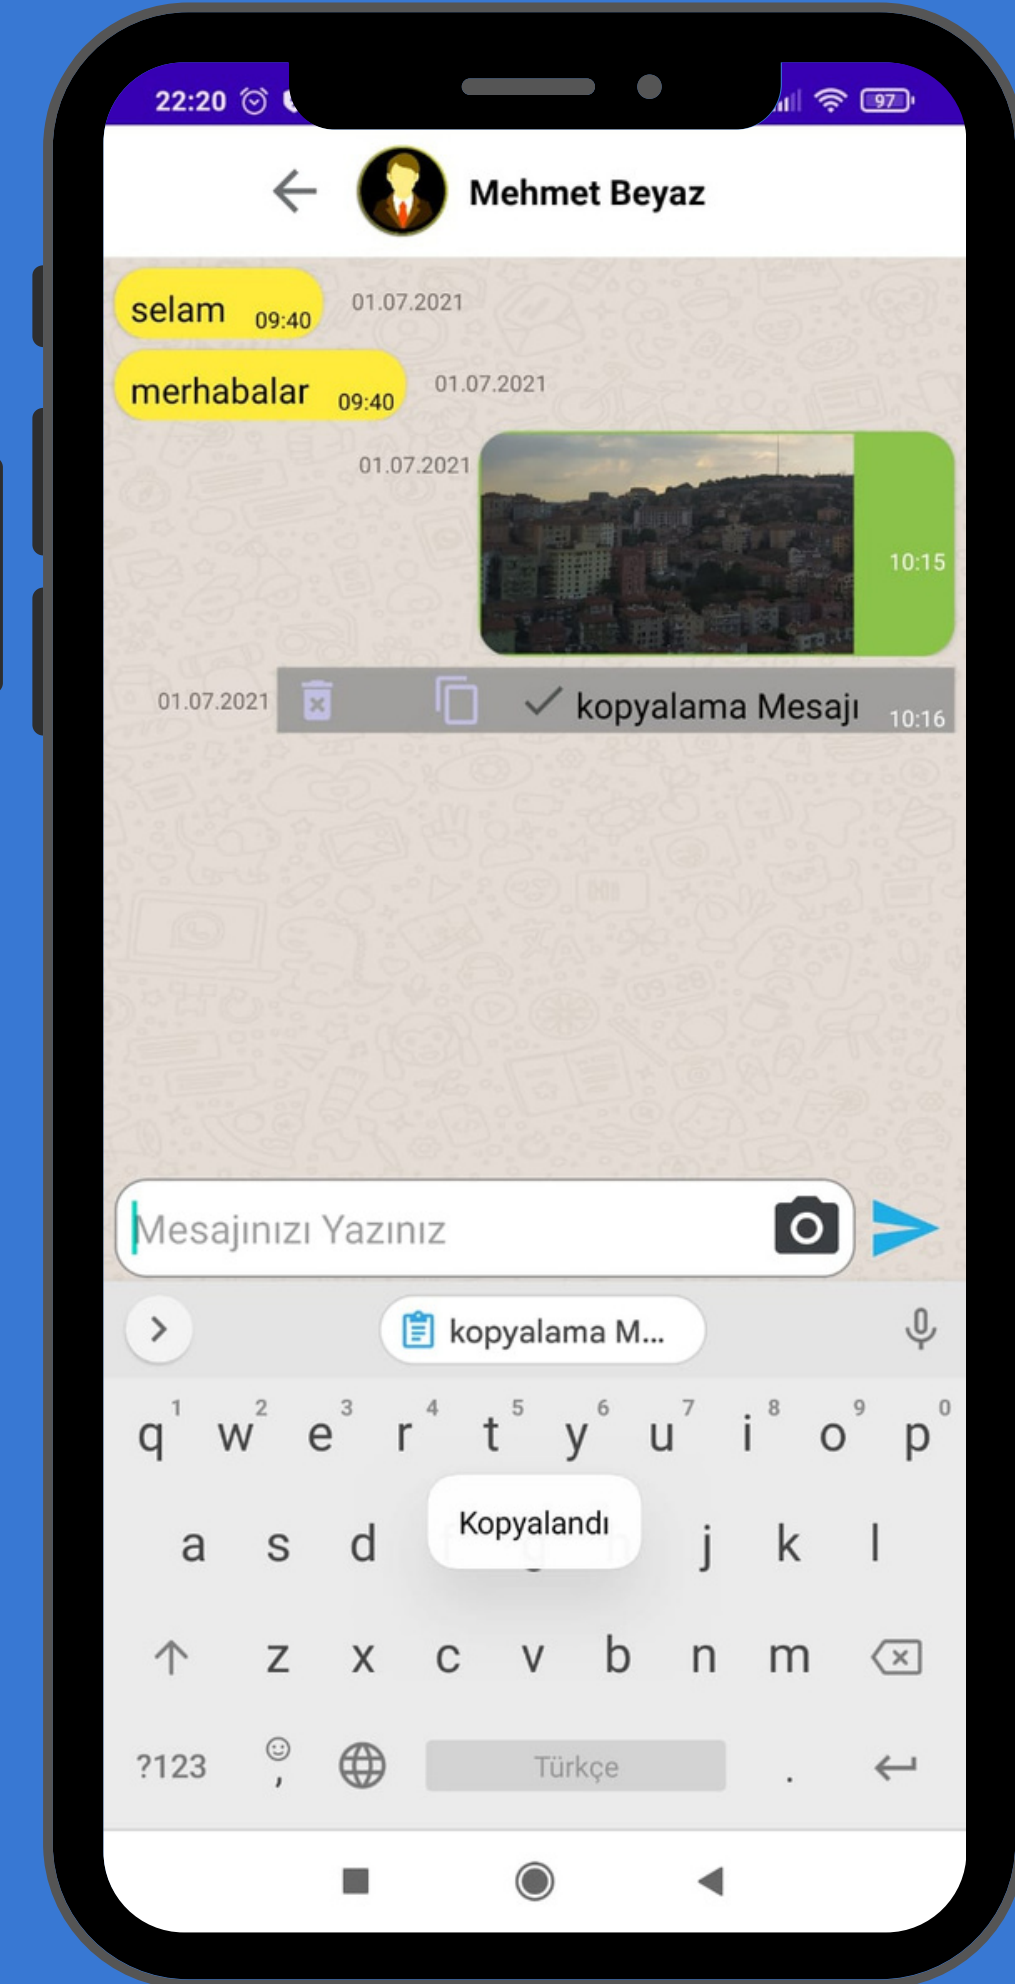 22:20
97
Mehmet Beyaz
selam 09:40 01.07.2021
merhabalar 09:40 01.07.2021
01.07.2021 10:15
01.07.2021 kopyalama Mesajı 10:16
Mesajınızı Yazınız
kopyalama M...
q 1 w 2 e 3 r 4 t 5 y 6 u 7 i 8 o 9 p 0
a s d j k l
Kopyalandı
z x c v b n m
?123 , Türkçe .